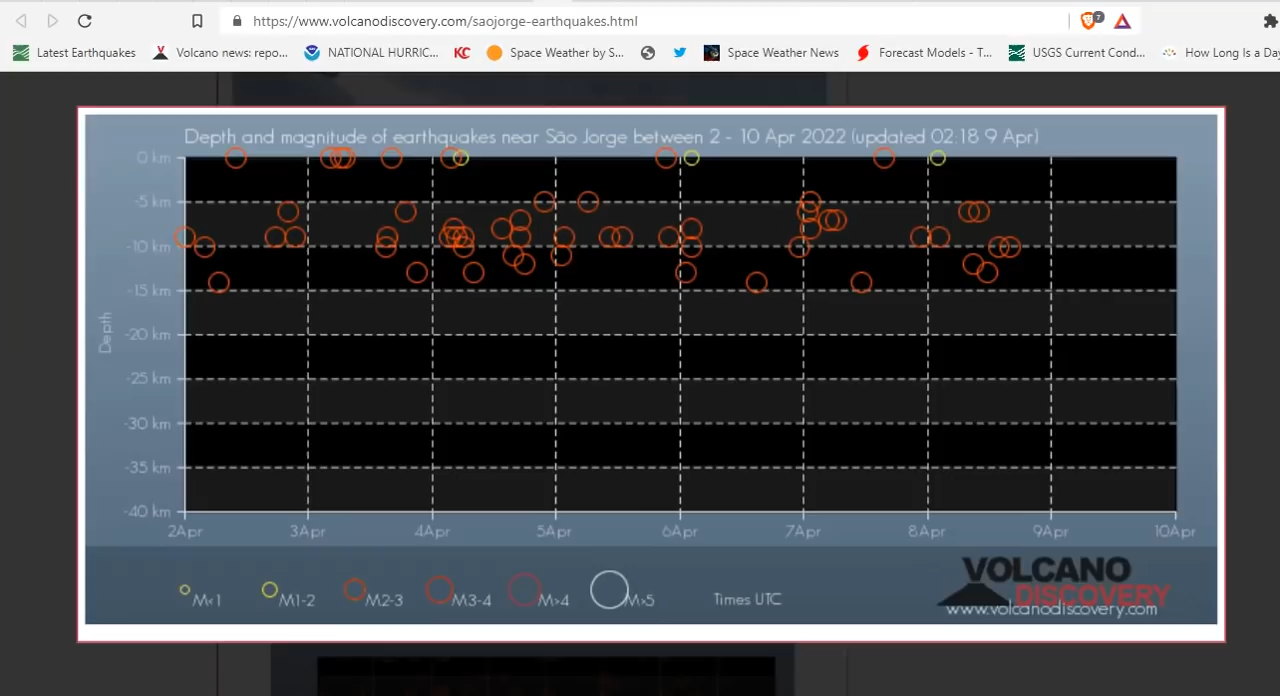 https://www.volcanodiscovery.com/saojorge-earthquakes.html
7
Latest Earthquakes
Volcano news: repo...
NATIONAL HURRIC...
KC
Space Weather by S...
Space Weather News
Forecast Models - T...
USGS Current Cond...
How Long Is a Day
Depth and magnitude of earthquakes near São Jorge between 2 - 10 Apr 2022 (updated 02:18 9 Apr)
0 km
-5 km
-10 km
-15 km
-20 km
-25 km
-30 km
-35 km
-40 km
Depth
2Apr
3Apr
4Apr
5Apr
6Apr
7Apr
8Apr
9Apr
10Apr
M<1
M1-2
M2-3
M3-4
M>4
M>5
Times UTC
VOLCANO
DISCOVERY
www.volcanodiscovery.com